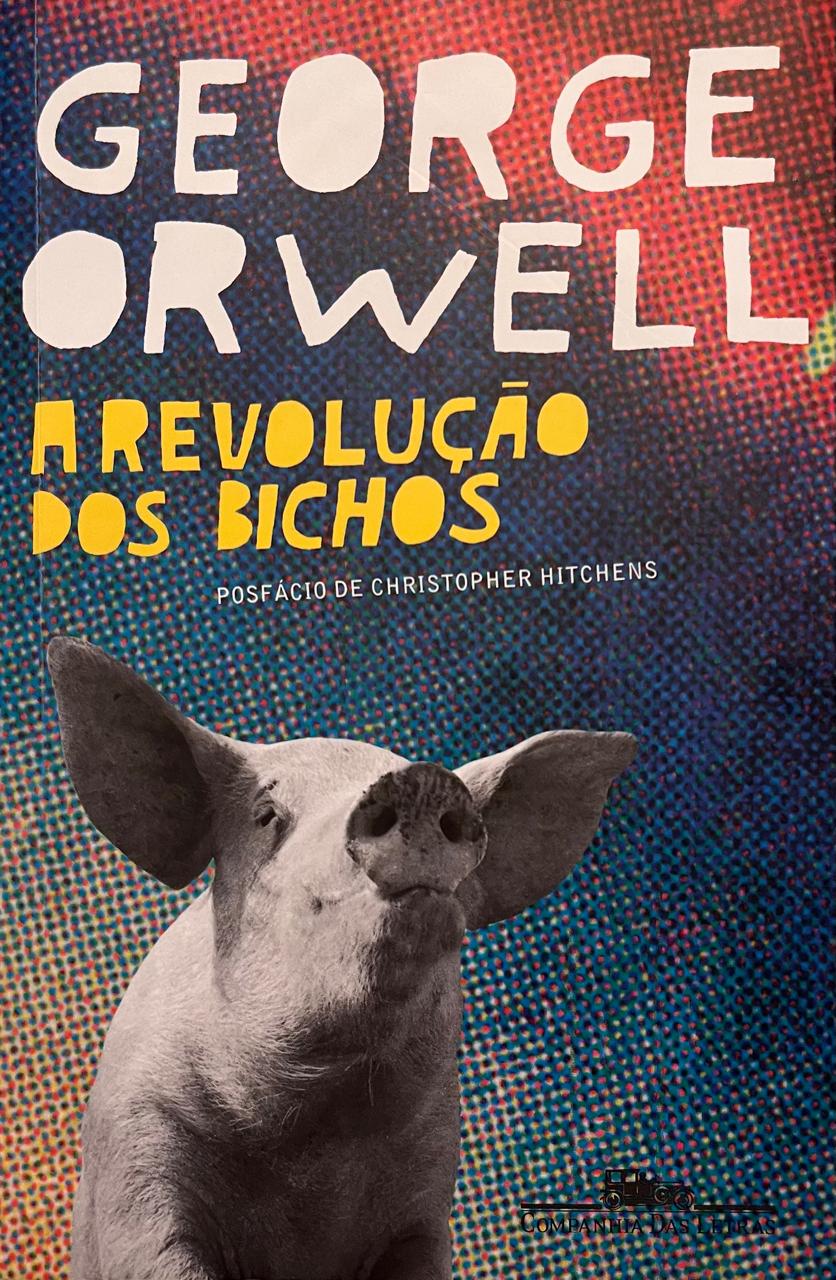 GEORGE
ORWELL
A REVOLUÇÃO
DOS BICHOS
POSFÁCIO DE CHRISTOPHER HITCHENS
COMPANHIA DAS LETRAS